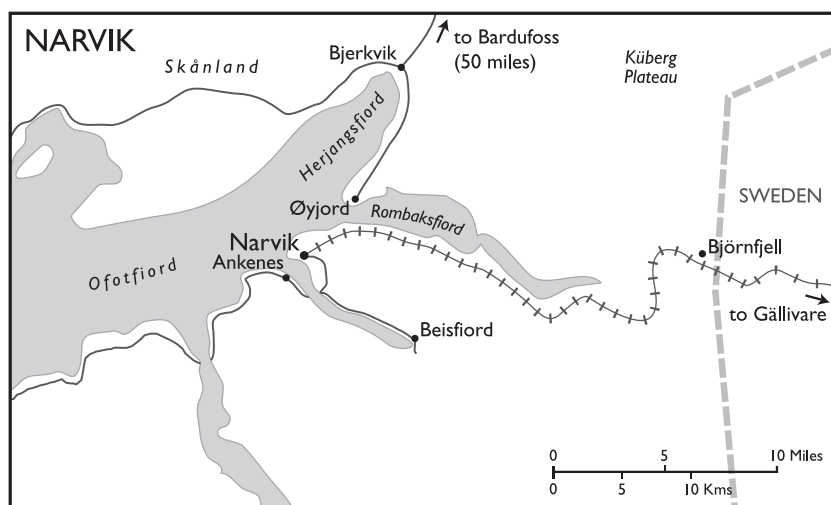 NARVIK
Skånland
Bjerkvik
to Bardufoss
(50 miles)
Küberg
Plateau
Herjangsfiord
SWEDEN
Øyjord
Rombaksfiord
Narvik
Ankenes
Björnfjell
Ofotfiord
to Gällivare
Beisfiord
0 5 10 Miles
0 5 10 Kms